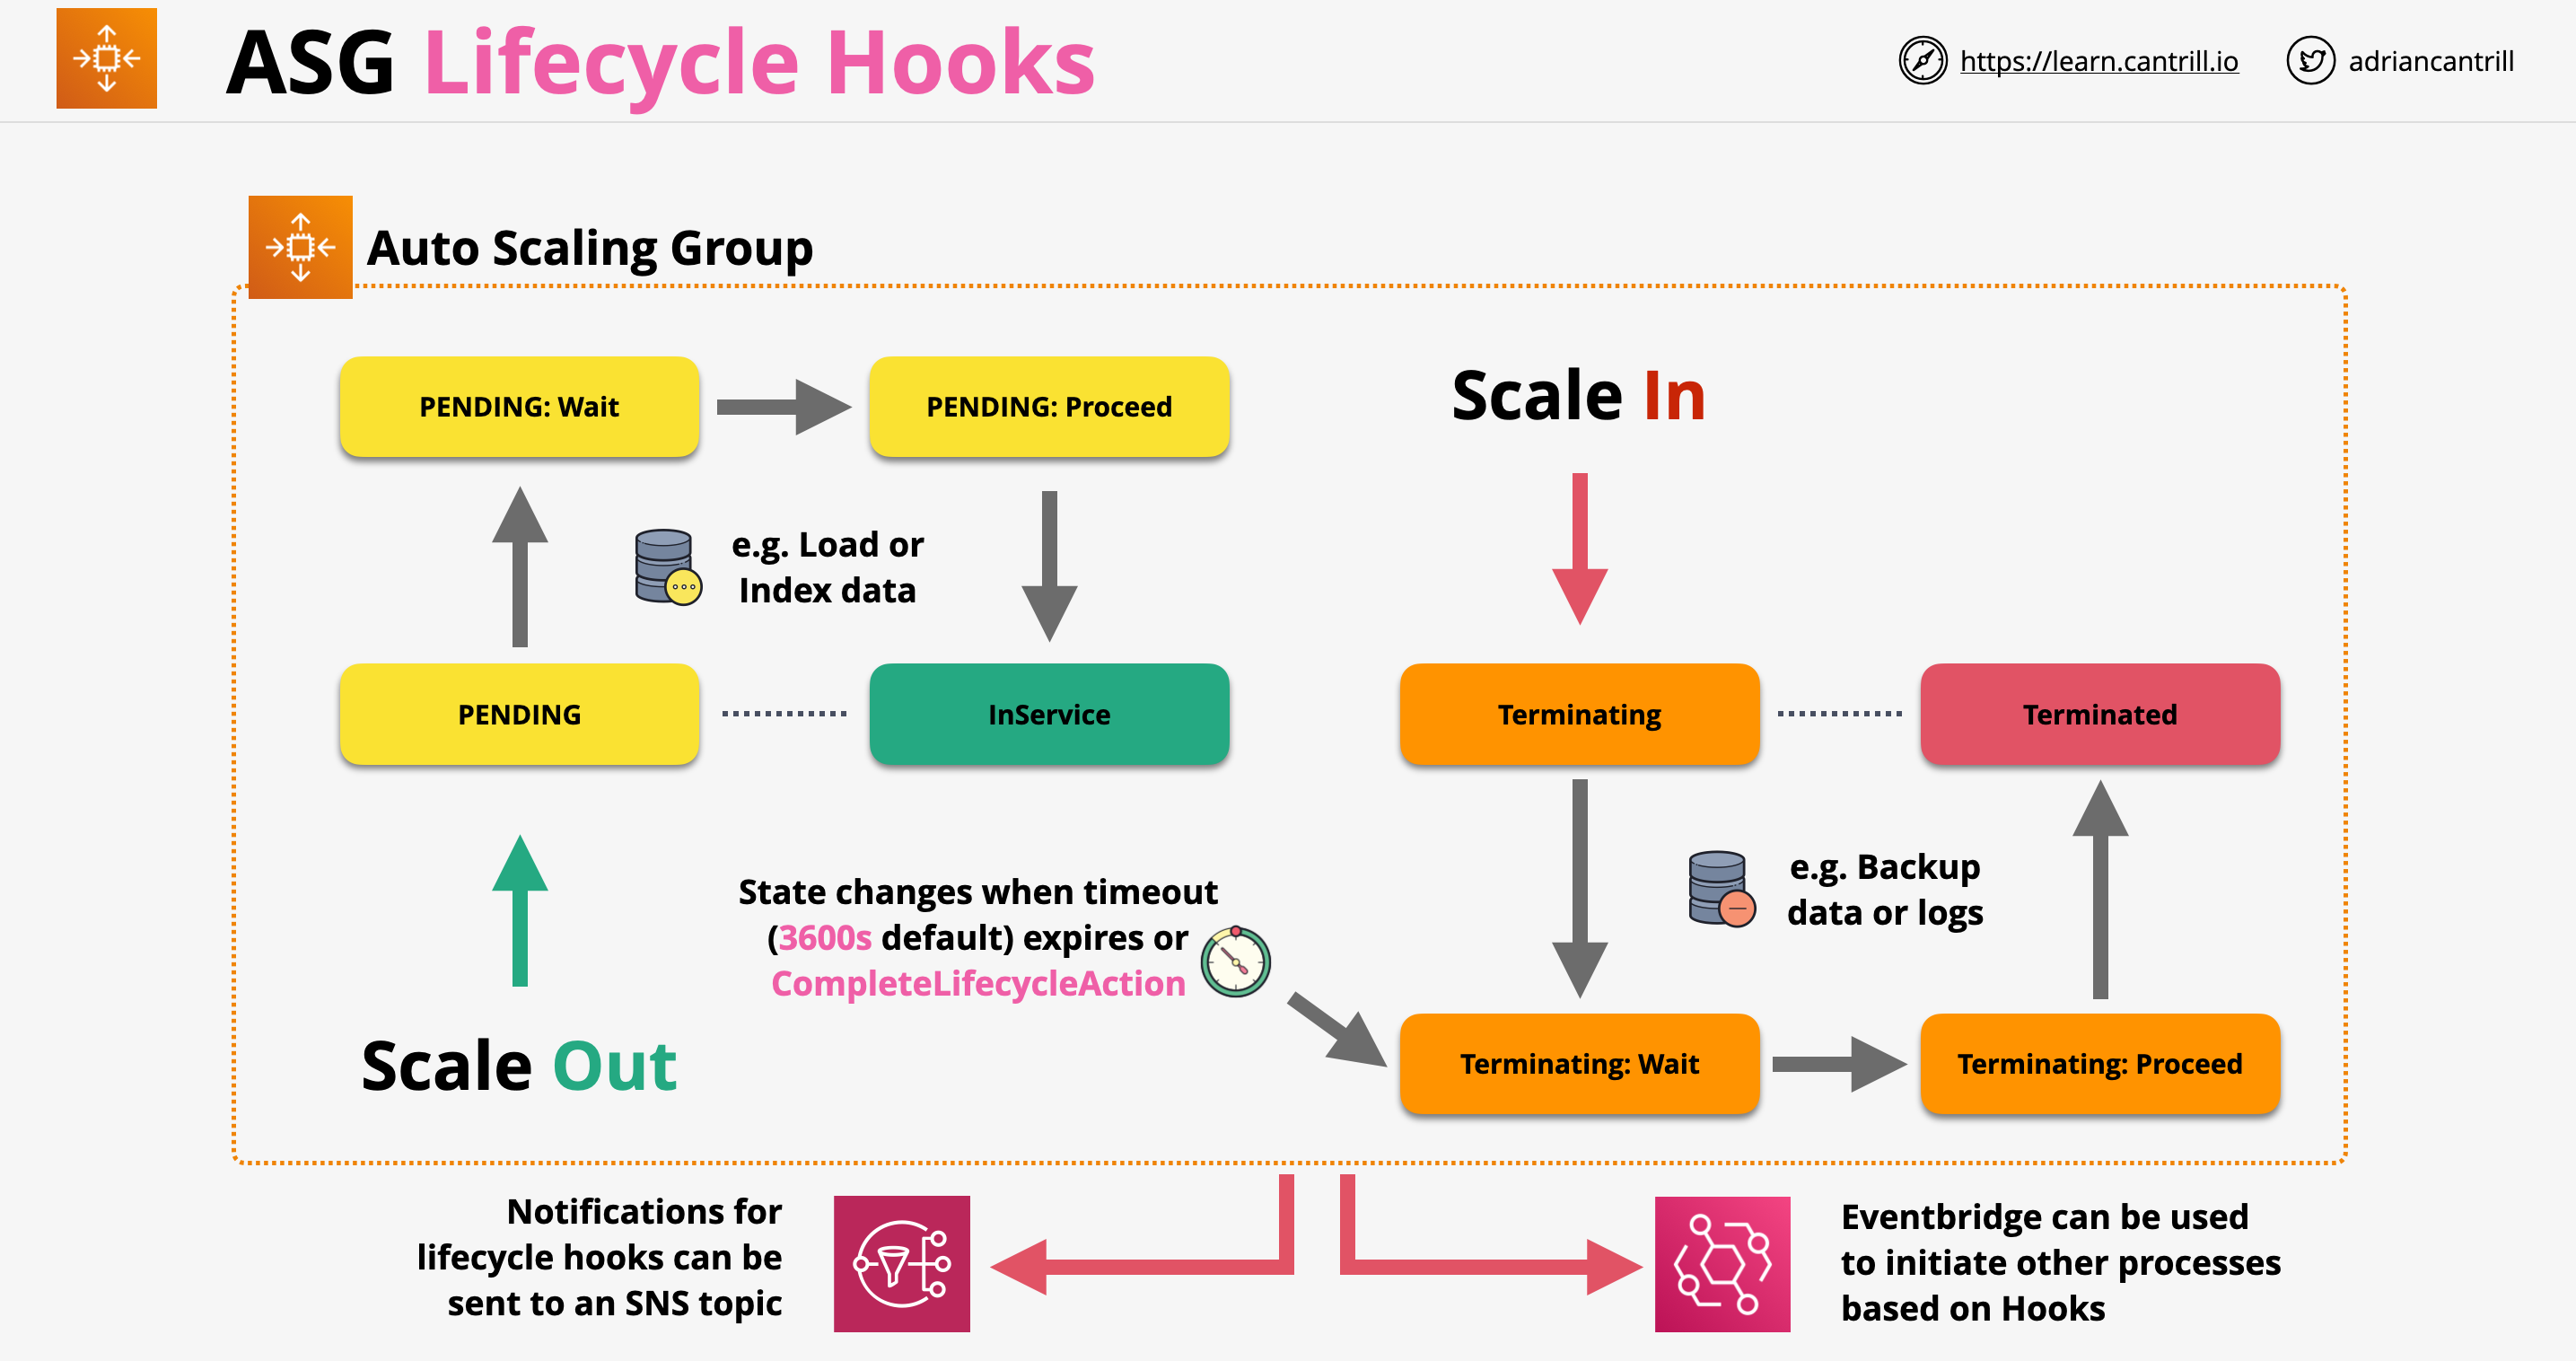 ASG Lifecycle Hooks
https://learn.cantrill.io
adriancantrill
Auto Scaling Group
PENDING: Wait
PENDING: Proceed
Scale In
e.g. Load or
Index data
PENDING
InService
Terminating
Terminated
State changes when timeout
(3600s default) expires or
CompleteLifecycleAction
e.g. Backup
data or logs
Scale Out
Terminating: Wait
Terminating: Proceed
Notifications for
lifecycle hooks can be
sent to an SNS topic
Eventbridge can be used
to initiate other processes
based on Hooks